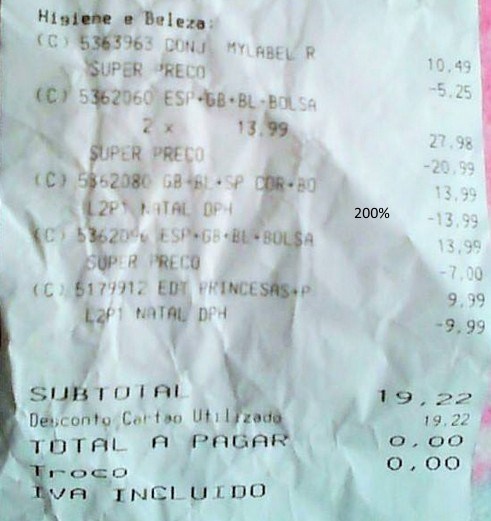 Higiene e Beleza:
(C) 5363963 CONJ. MYLABEL R 10,49
SUPER PRECO -5,25
(C) 5362060 ESP+GB+BL+BOLSA
2 x 13,99 27,98
SUPER PRECO -20,99
(C) 5362080 GB+BL+SP COR+BO 13,99
L2P1 NATAL DPH -13,99
200%
(C) 5362096 ESP+GB+BL+BOLSA 13,99
SUPER PRECO -7,00
(C) 5179912 EDT PRINCESAS+P 9,99
L2P1 NATAL DPH -9,99
SUBTOTAL 19,22
Desconto Cartao Utilizado 19,22
TOTAL A PAGAR 0,00
Troco 0,00
IVA INCLUIDO